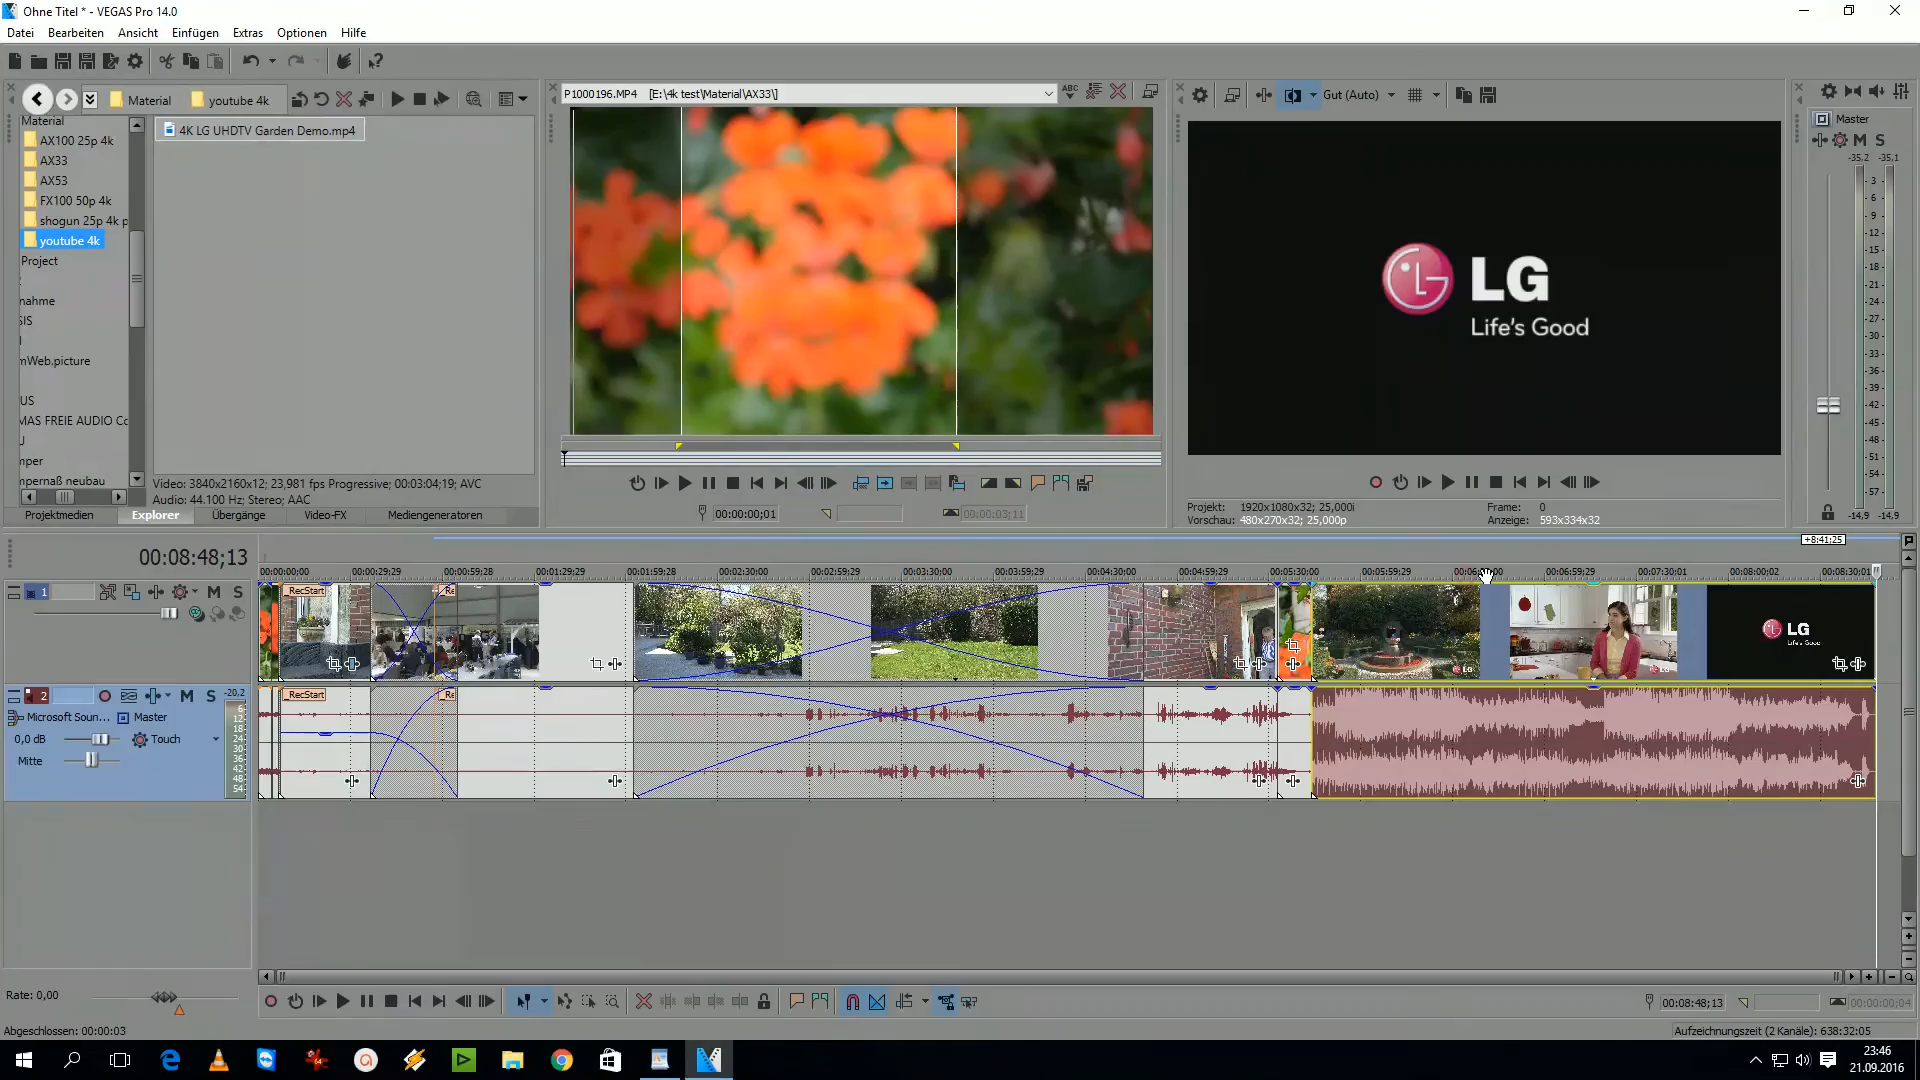 Ohne Titel * - VEGAS Pro 14.0
Datei Bearbeiten Ansicht Einfügen Extras Optionen Hilfe
Material youtube 4k
Material
AX100 25p 4k
AX33
AX53
FX100 50p 4k
shogun 25p 4k p
youtube 4k
Project
nahme
mWeb.picture
US
MAS FREIE AUDIO Co
mper
mpernaß neubau
4K LG UHDTV Garden Demo.mp4
Video: 3840x2160x12; 23,981 fps Progressive; 00:03:04;19; AVC
Audio: 44.100 Hz; Stereo; AAC
Projektmedien Explorer Übergänge Video-FX Mediengeneratoren
P1000196.MP4 [E:\4k test\Material\AX33\]
ABC
00:00:00;01 00:00:03;11
Gut (Auto)
LG
Life's Good
Projekt: 1920x1080x32; 25,000i
Vorschau: 480x270x32; 25,000p
Frame: 0
Anzeige: 593x334x32
Master
M S
-35,2 -35,1
3
6
9
-12
-15
-18
-21
-24
-27
-30
-33
-36
-39
-42
-45
-48
-51
-54
-57
-14,9 -14,9
+8:41;25
00:08:48;13
00:00:00;00 00:00:29;29 00:00:59;28 00:01:29;29 00:01:59;28 00:02:30;00 00:02:59;29 00:03:30;00 00:03:59;29 00:04:30;00 00:04:59;29 00:05:30;00 00:05:59;29 00:06:59;29 00:07:30;01 00:08:00;02 00:08:30;01
1 M S
RecStart Re
LG
Life's Good
2 M S -20,2
RecStart Re
Microsoft Soun... Master
0,0 dB Touch
Mitte
6
12
18
24
30
36
42
48
54
Rate: 0,00
00:08:48;13 00:00:00;04
Abgeschlossen: 00:00:03
Aufzeichnungszeit (2 Kanäle): 638:32:05
23:46
21.09.2016